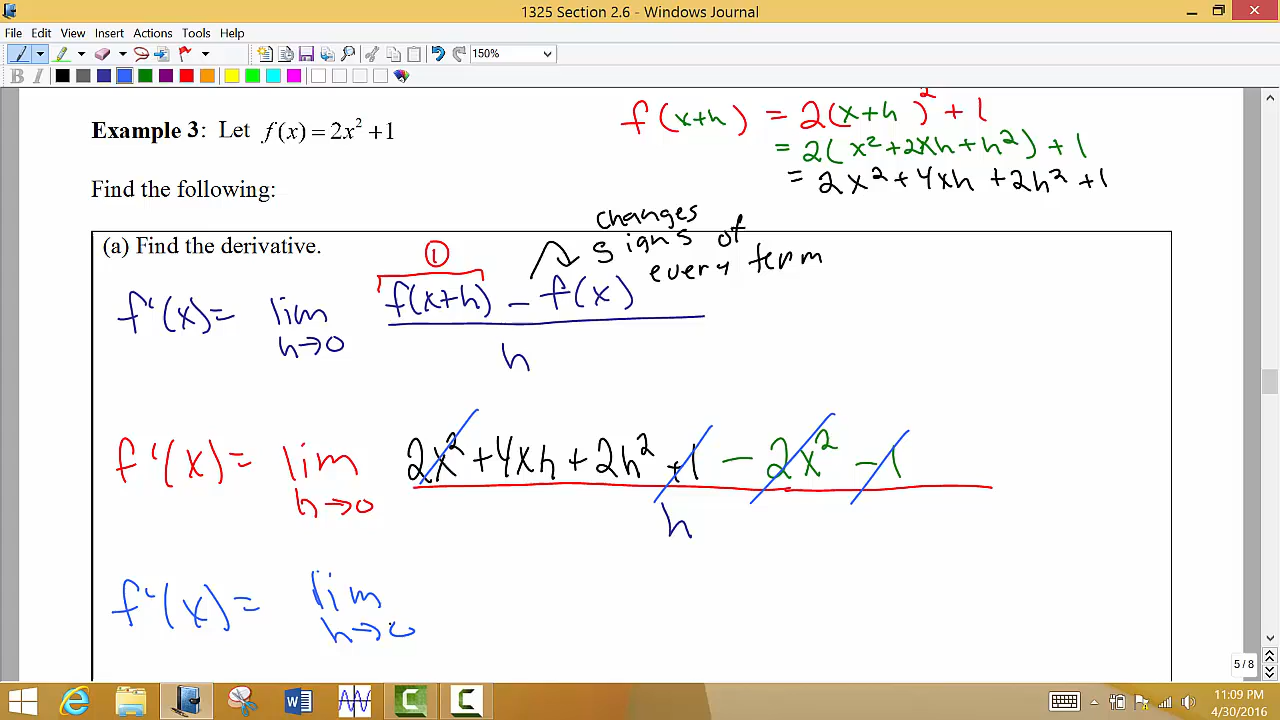 1325 Section 2.6 - Windows Journal
File Edit View Insert Actions Tools Help
150%
B I
f(x+h) = 2(x+h)² + 1
= 2(x²+2xh+h²) + 1
= 2x²+4xh+2h²+1
Example 3: Let f(x) = 2x² + 1
Find the following:
(a) Find the derivative.
changes
signs of
every term
①
f'(x) = lim h→0 f(x+h) - f(x)
h
f'(x) = lim h→0 2x²+4xh+2h²+1 - 2x² - 1
h
f'(x) = lim h→0
5 / 8
11:09 PM
4/30/2016